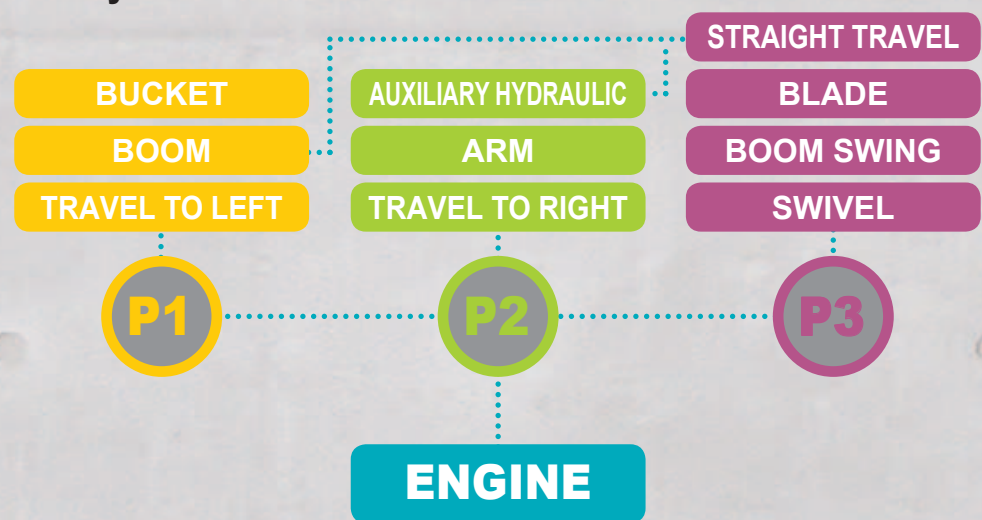 STRAIGHT TRAVEL
BUCKET
AUXILIARY HYDRAULIC
BLADE
BOOM
ARM
BOOM SWING
TRAVEL TO LEFT
TRAVEL TO RIGHT
SWIVEL
P1
P2
P3
ENGINE